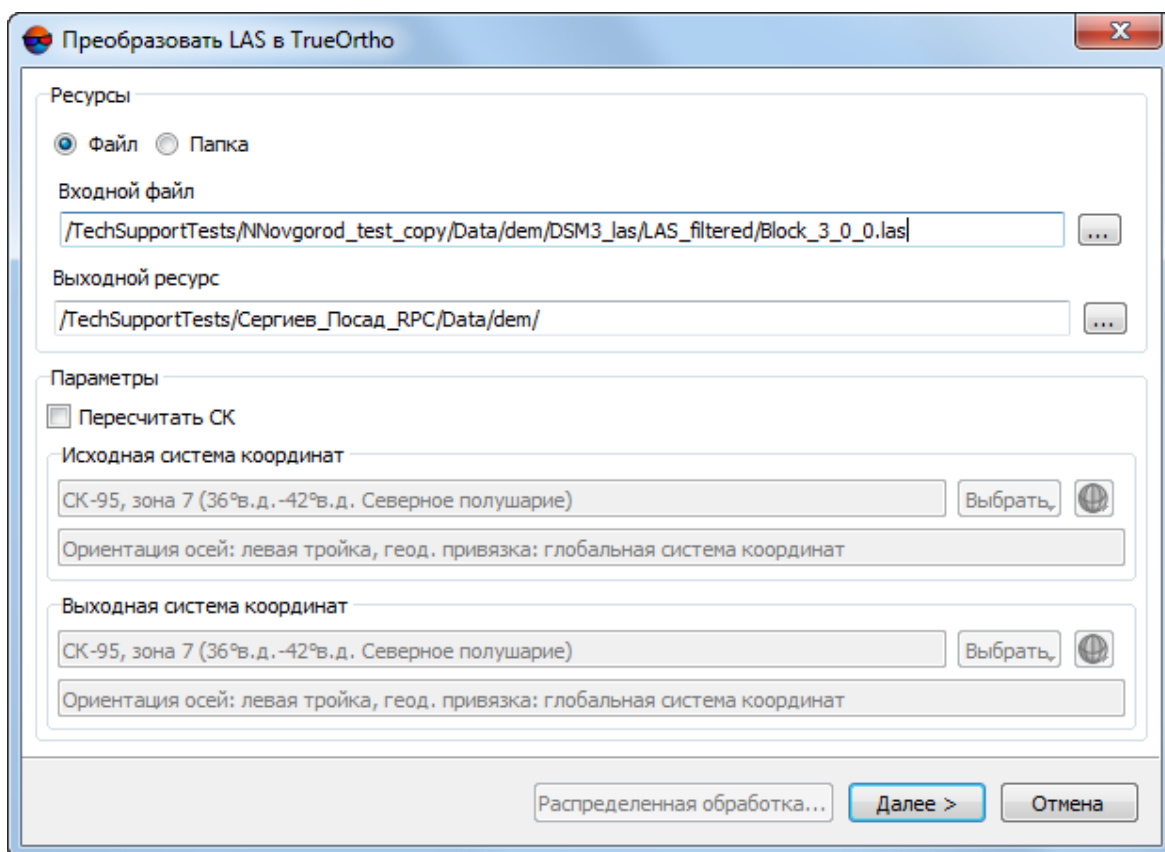 Преобразовать LAS в TrueOrtho
Ресурсы
Файл Папка
Входной файл
/TechSupportTests/NNovgorod_test_copy/Data/dem/DSM3_las/LAS_filtered/Block_3_0_0.las ...
Выходной ресурс
/TechSupportTests/Сергиев_Посад_RPC/Data/dem/ ...
Параметры
Пересчитать СК
Исходная система координат
СК-95, зона 7 (36°в.д.-42°в.д. Северное полушарие) Выбрать
Ориентация осей: левая тройка, геод. привязка: глобальная система координат
Выходная система координат
СК-95, зона 7 (36°в.д.-42°в.д. Северное полушарие) Выбрать
Ориентация осей: левая тройка, геод. привязка: глобальная система координат
Распределенная обработка... Далее > Отмена